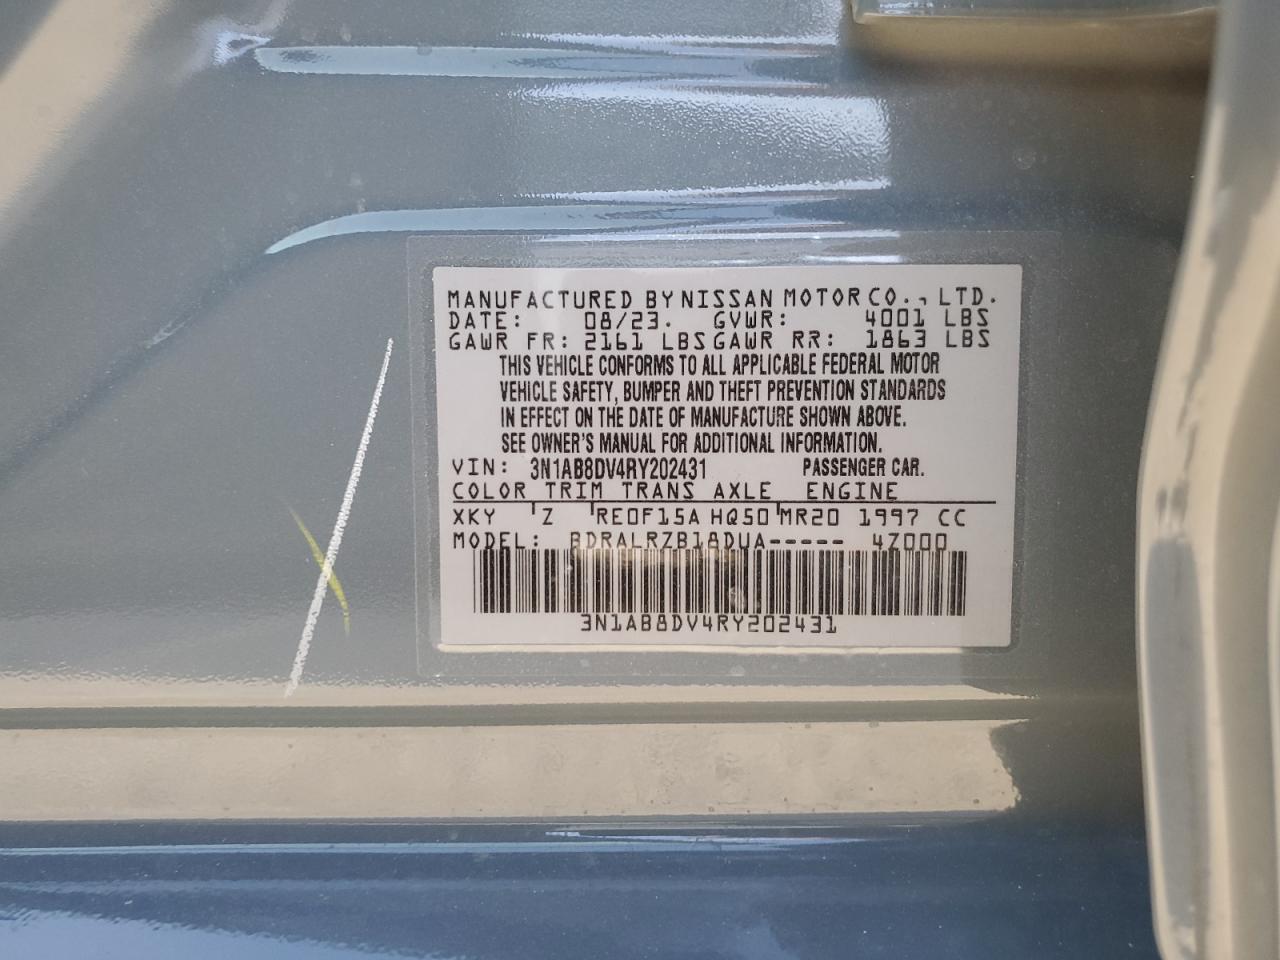 MANUFACTURED BY NISSAN MOTOR CO., LTD.
DATE: 08/23. GVWR: 4001 LBS
GAWR FR: 2161 LBS GAWR RR: 1863 LBS
THIS VEHICLE CONFORMS TO ALL APPLICABLE FEDERAL MOTOR
VEHICLE SAFETY, BUMPER AND THEFT PREVENTION STANDARDS
IN EFFECT ON THE DATE OF MANUFACTURE SHOWN ABOVE.
SEE OWNER'S MANUAL FOR ADDITIONAL INFORMATION.
VIN: 3N1AB8DV4RY202431 PASSENGER CAR.
COLOR TRIM TRANS AXLE ENGINE
XKY Z RE0F15A HQ50 MR20 1997 CC
MODEL: BDRALRZB18DUA----- 4Z000
3N1AB8DV4RY202431